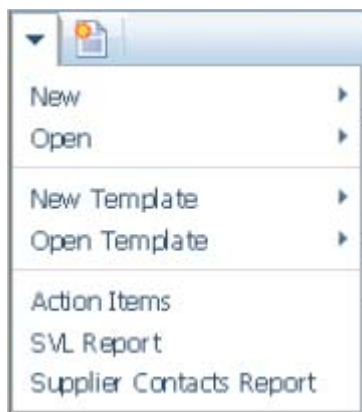 New
Open
New Template
Open Template
Action Items
SVL Report
Supplier Contacts Report